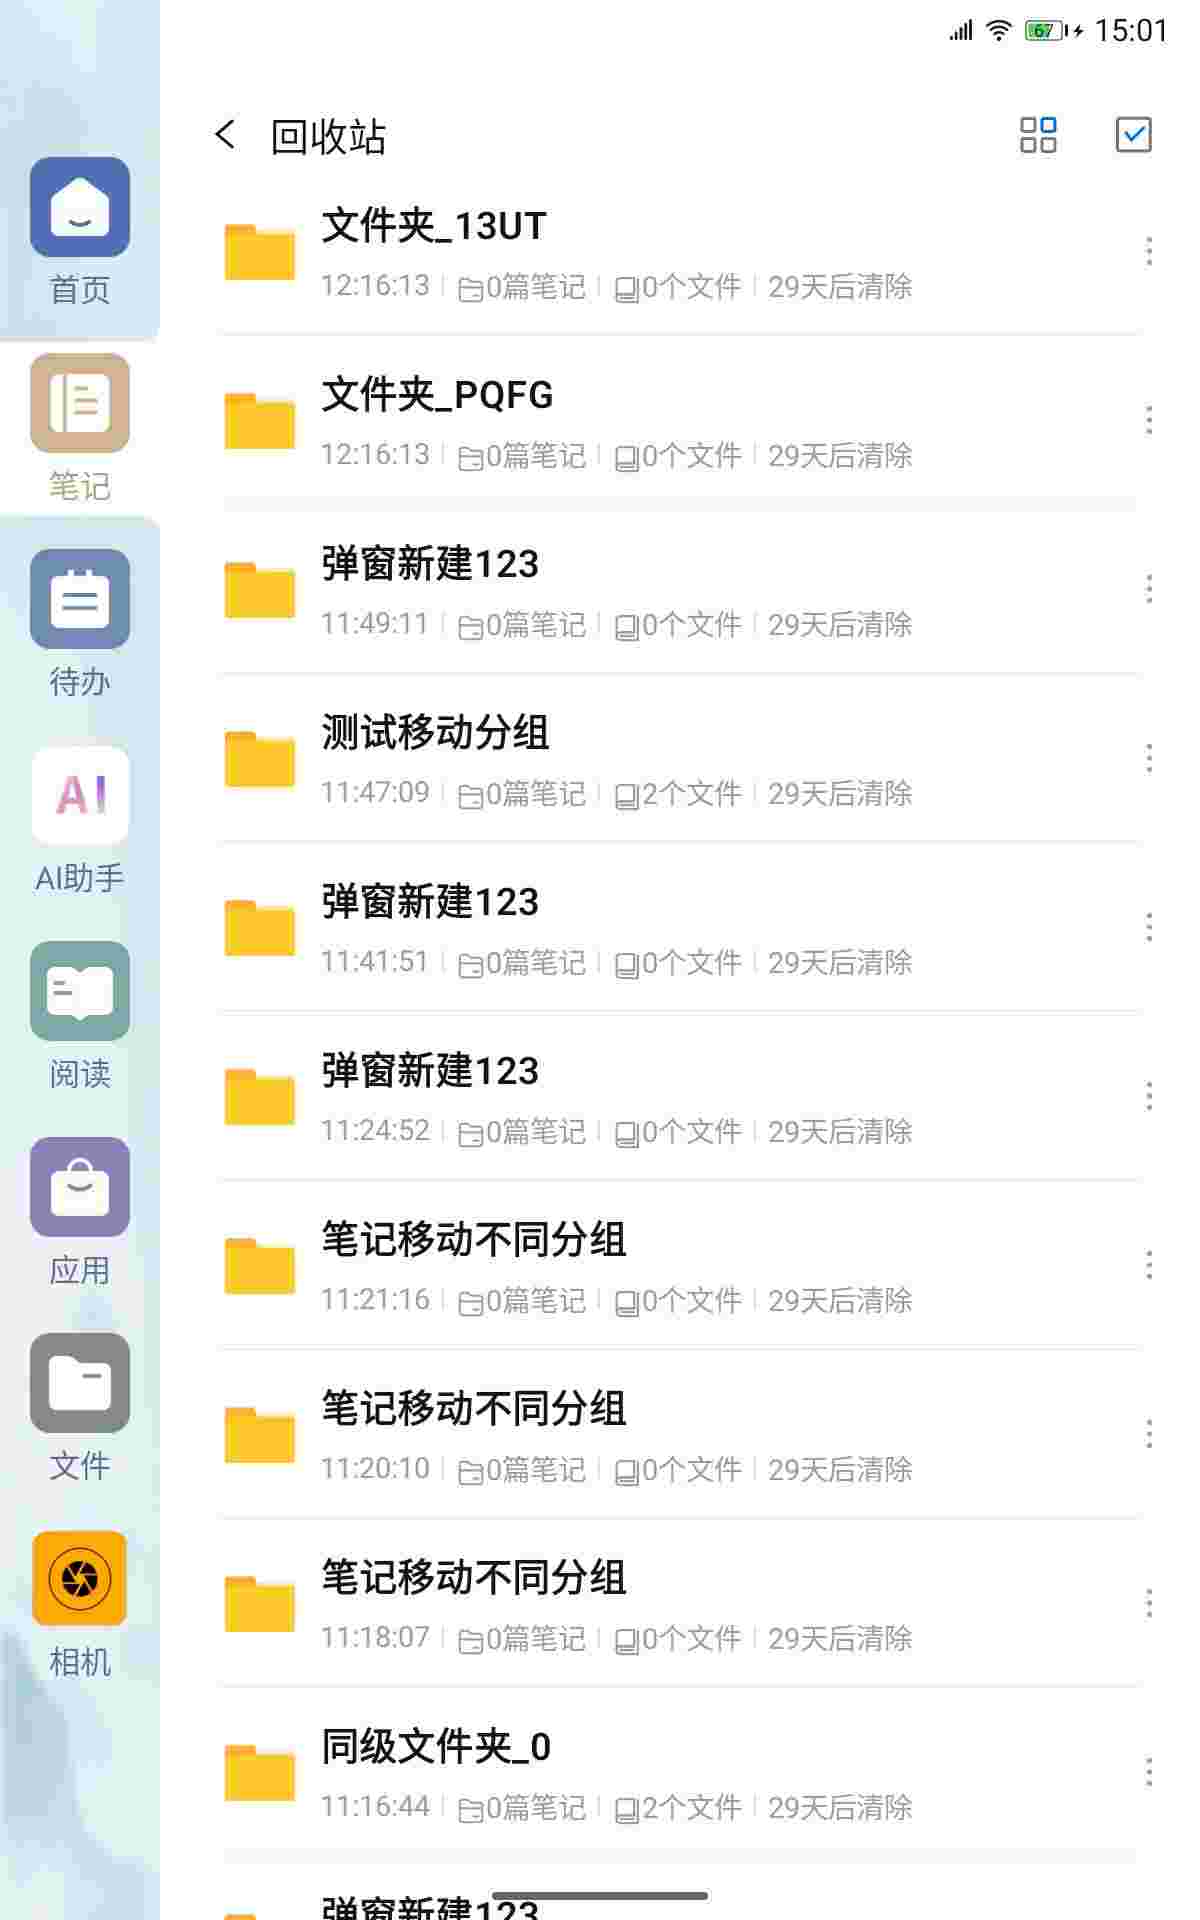 67 15:01
回收站
首页
笔记
待办
AI
AI助手
阅读
应用
文件
相机
文件夹_13UT
12:16:13 0篇笔记 0个文件 29天后清除
文件夹_PQFG
12:16:13 0篇笔记 0个文件 29天后清除
弹窗新建123
11:49:11 0篇笔记 0个文件 29天后清除
测试移动分组
11:47:09 0篇笔记 2个文件 29天后清除
弹窗新建123
11:41:51 0篇笔记 0个文件 29天后清除
弹窗新建123
11:24:52 0篇笔记 0个文件 29天后清除
笔记移动不同分组
11:21:16 0篇笔记 0个文件 29天后清除
笔记移动不同分组
11:20:10 0篇笔记 0个文件 29天后清除
笔记移动不同分组
11:18:07 0篇笔记 0个文件 29天后清除
同级文件夹_0
11:16:44 0篇笔记 2个文件 29天后清除
弹窗新建123